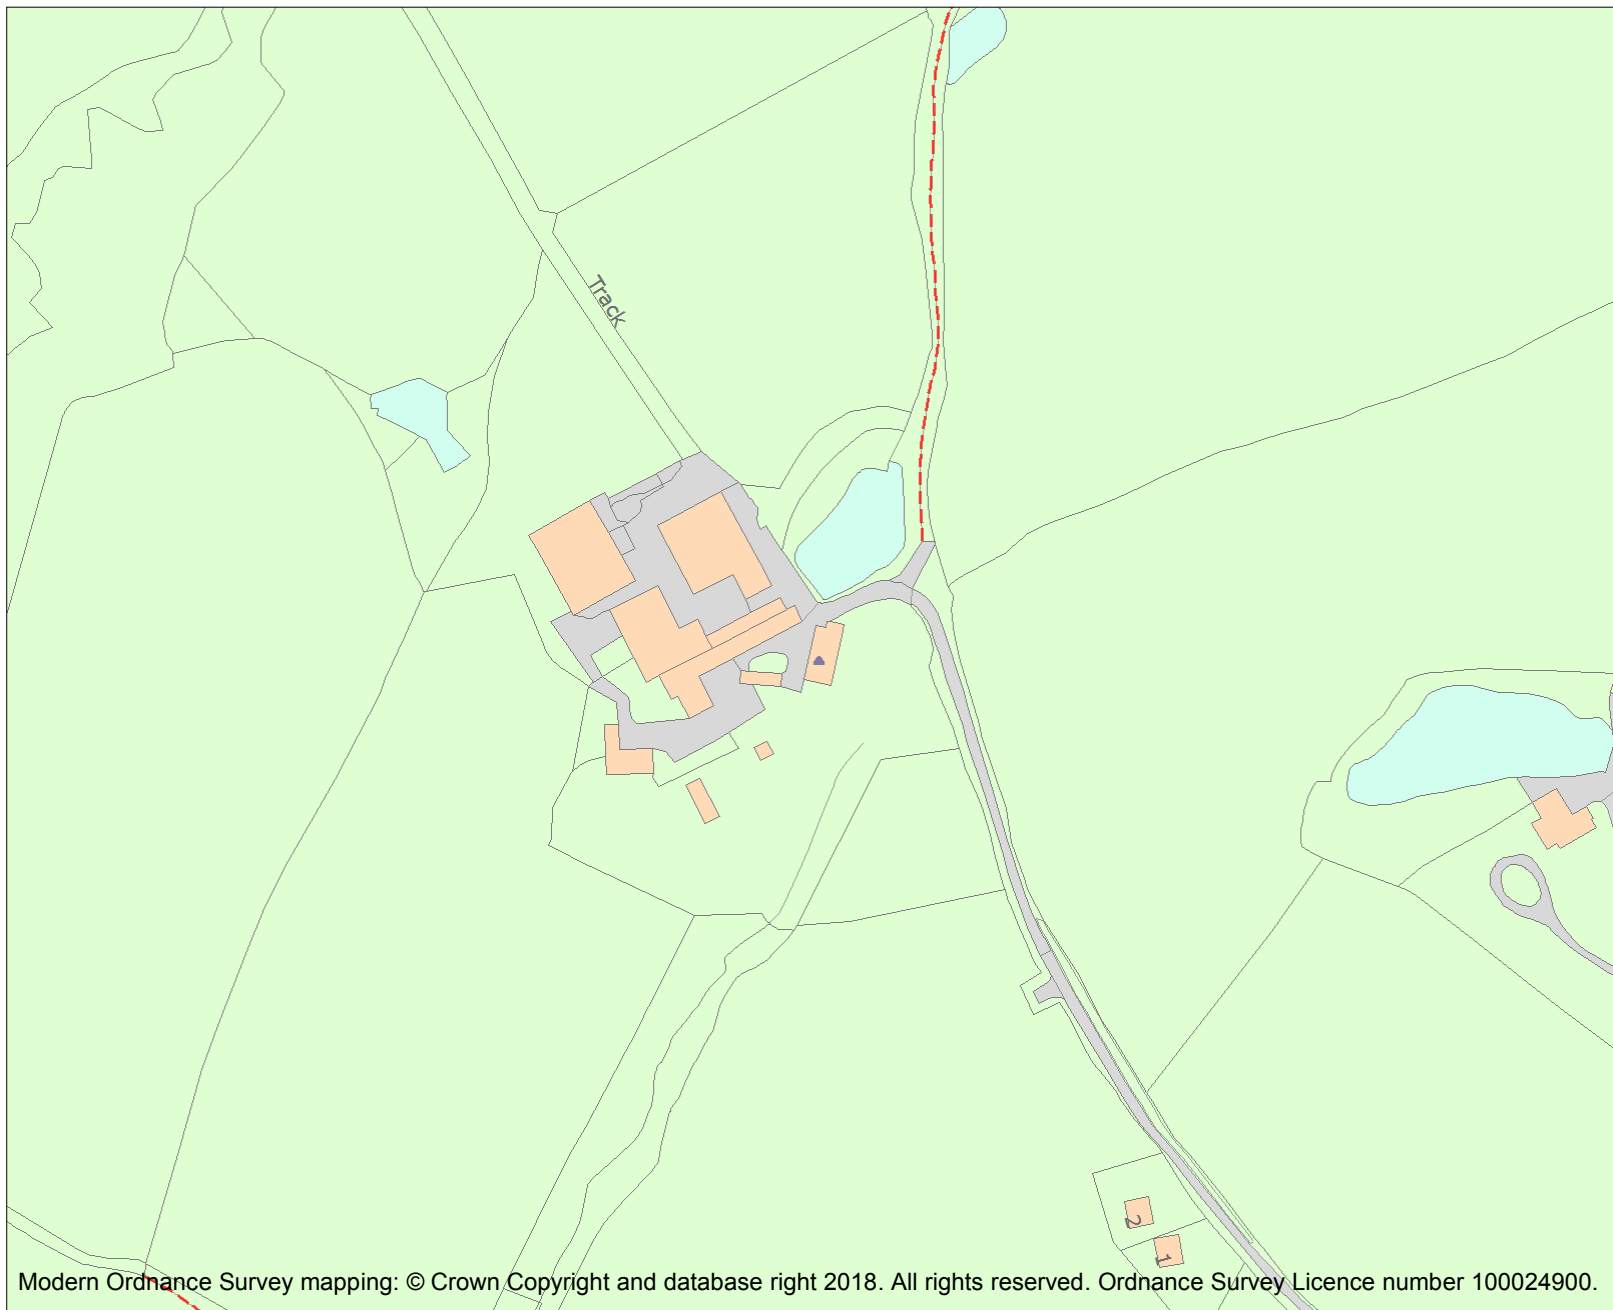 Track
2
1
Modern Ordnance Survey mapping: © Crown Copyright and database right 2018. All rights reserved. Ordnance Survey Licence number 100024900.